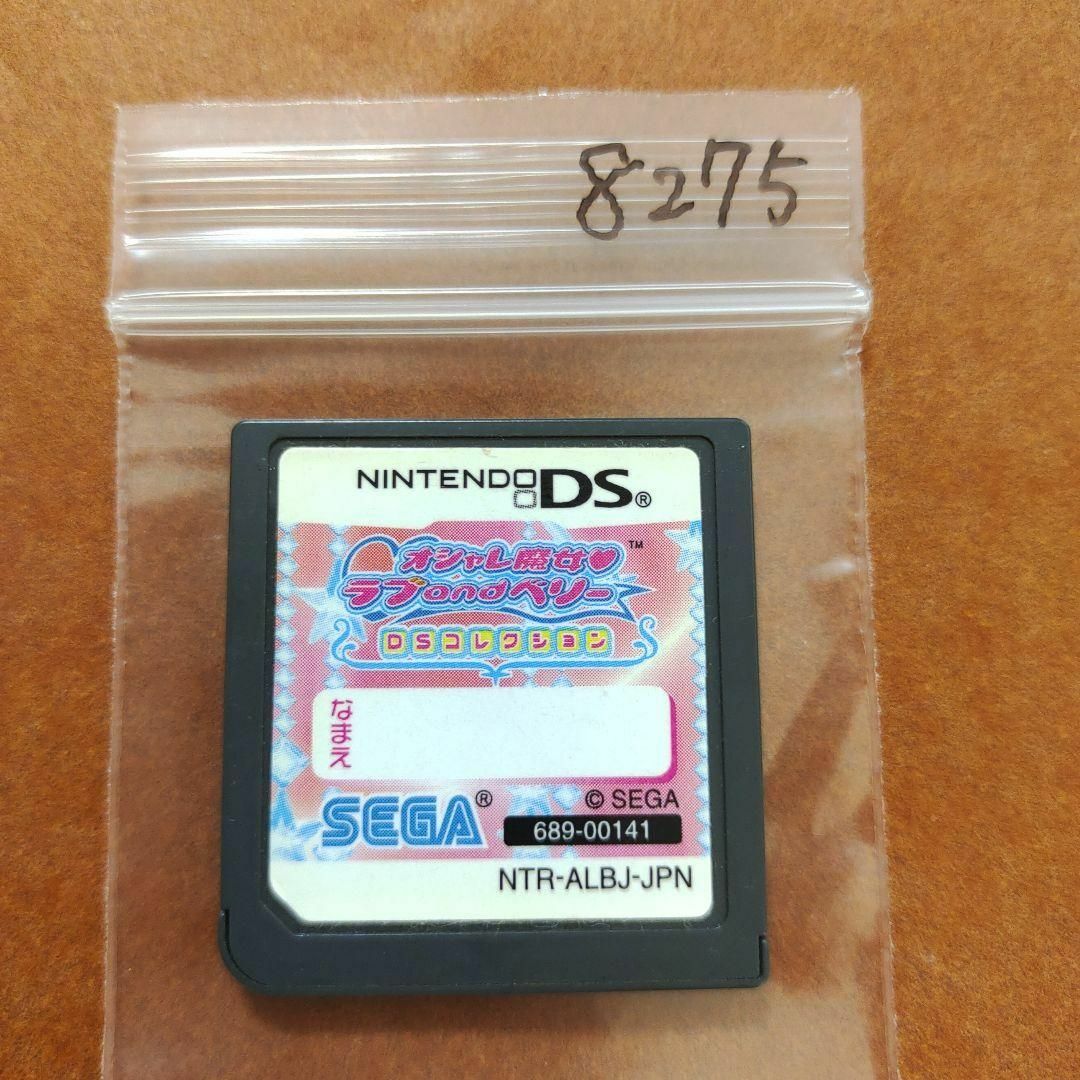 8275
NINTENDO DS®
オシャレ魔女♥™
ラブandベリー
DSコレクション
なまえ
SEGA® © SEGA
689-00141
NTR-ALBJ-JPN